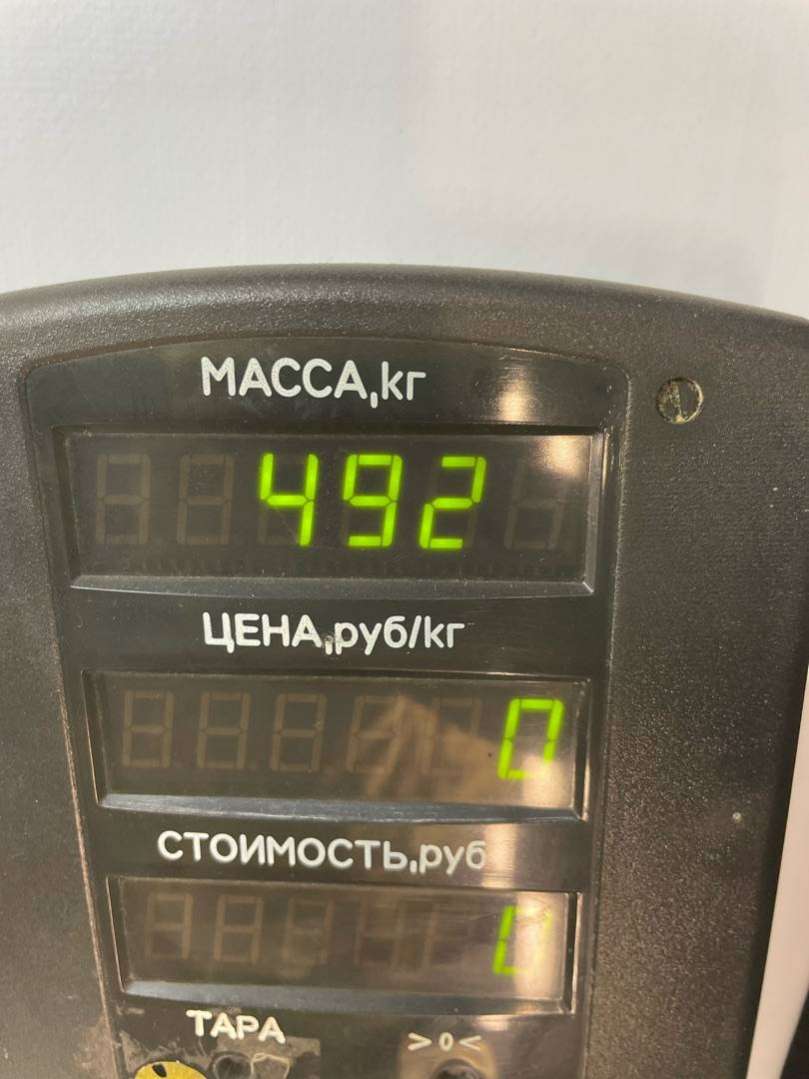 МАССА,кг
492
ЦЕНА,руб/кг
0
СТОИМОСТЬ,руб
0
ТАРА >0<